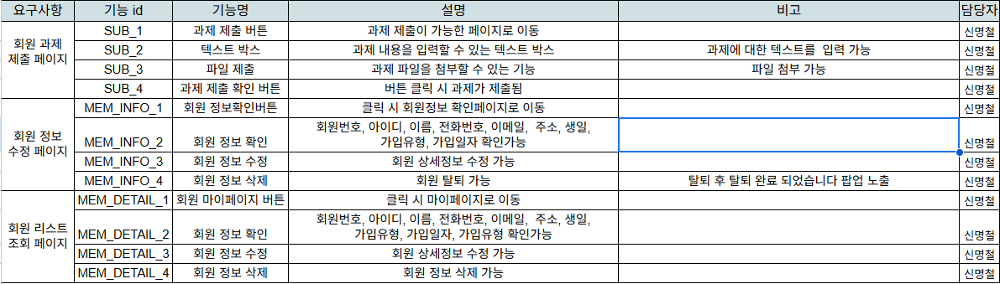 요구사항 기능 id 기능명 설명 비고 담당자
회원 과제
제출 페이지
SUB_1 과제 제출 버튼 과제 제출이 가능한 페이지로 이동 신명철
SUB_2 텍스트 박스 과제 내용을 입력할 수 있는 텍스트 박스 과제에 대한 텍스트를 입력 가능 신명철
SUB_3 파일 제출 과제 파일을 첨부할 수 있는 기능 파일 첨부 가능 신명철
SUB_4 과제 제출 확인 버튼 버튼 클릭 시 과제가 제출됨 신명철
회원 정보
수정 페이지
MEM_INFO_1 회원 정보확인버튼 클릭 시 회원정보 확인페이지로 이동 신명철
회원번호, 아이디, 이름, 전화번호, 이메일, 주소, 생일,
MEM_INFO_2 회원 정보 확인 가입유형, 가입일자 확인가능 신명철
MEM_INFO_3 회원 정보 수정 회원 상세정보 수정 가능 신명철
MEM_INFO_4 회원 정보 삭제 회원 탈퇴 가능 탈퇴 후 탈퇴 완료 되었습니다 팝업 노출 신명철
회원 리스트
조회 페이지
MEM_DETAIL_1 회원 마이페이지 버튼 클릭 시 마이페이지로 이동 신명철
회원번호, 아이디, 이름, 전화번호, 이메일, 주소, 생일,
MEM_DETAIL_2 회원 정보 확인 가입유형, 가입일자, 가입유형 확인가능 신명철
MEM_DETAIL_3 회원 정보 수정 회원 상세정보 수정 가능 신명철
MEM_DETAIL_4 회원 정보 삭제 회원 정보 삭제 가능 신명철